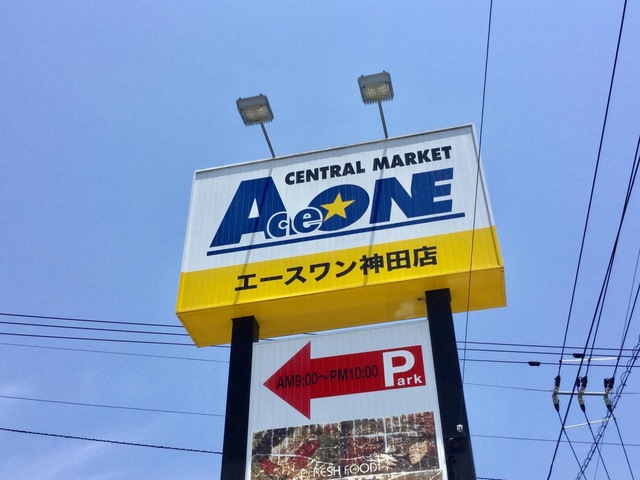 CENTRAL MARKET
AceONE
エースワン神田店
AM9:00～PM10:00 Park
FRESH FOOD!